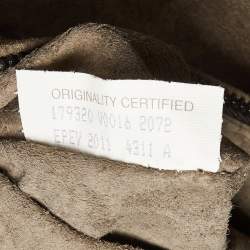 ORIGINALITY CERTIFIED
179320 V0016 2072
EPEV 2011 4311 A